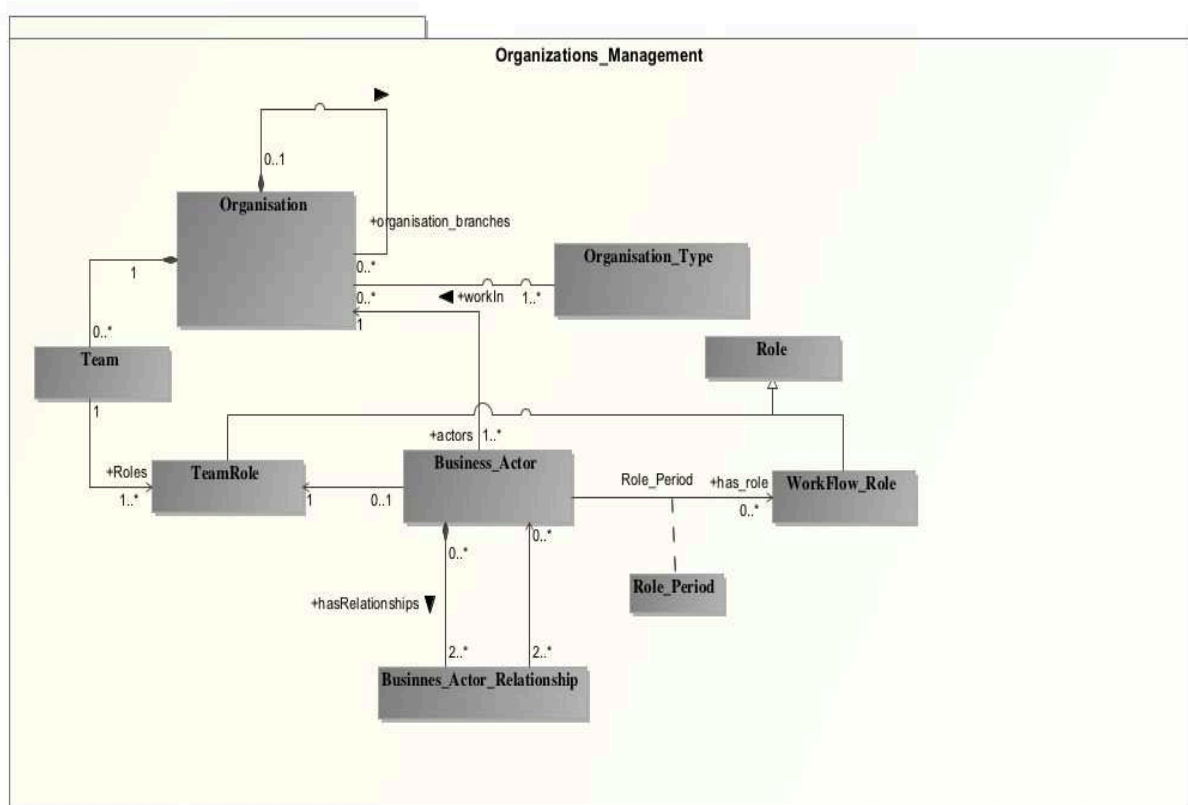 Organizations_Management
0..1
Organisation
+organisation_branches
1
0..*
Organisation_Type
0..*
+workIn
1..*
1
0..*
Team
Role
1
+actors
1..*
+Roles
1..*
TeamRole
1
0..1
Business_Actor
Role_Period
+has_role
0..*
WorkFlow_Role
0..*
0..*
Role_Period
+hasRelationships
2..*
2..*
Businnes_Actor_Relationship